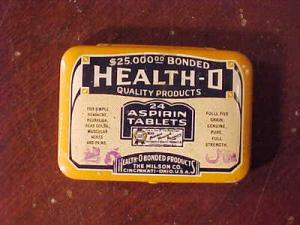 $25,000.00 BONDED
HEALTH-O
QUALITY PRODUCTS
24
ASPIRIN
TABLETS
FOR SIMPLE
HEADACHE,
NEURALGIA,
HEAD COLDS,
MUSCULAR
ACHES
AND PAINS.
FULL FIVE
GRAIN,
GENUINE,
PURE,
FULL
STRENGTH.
HEALTH-O BONDED PRODUCTS
THE MILSON CO.
CINCINNATI-OHIO, U.S.A.